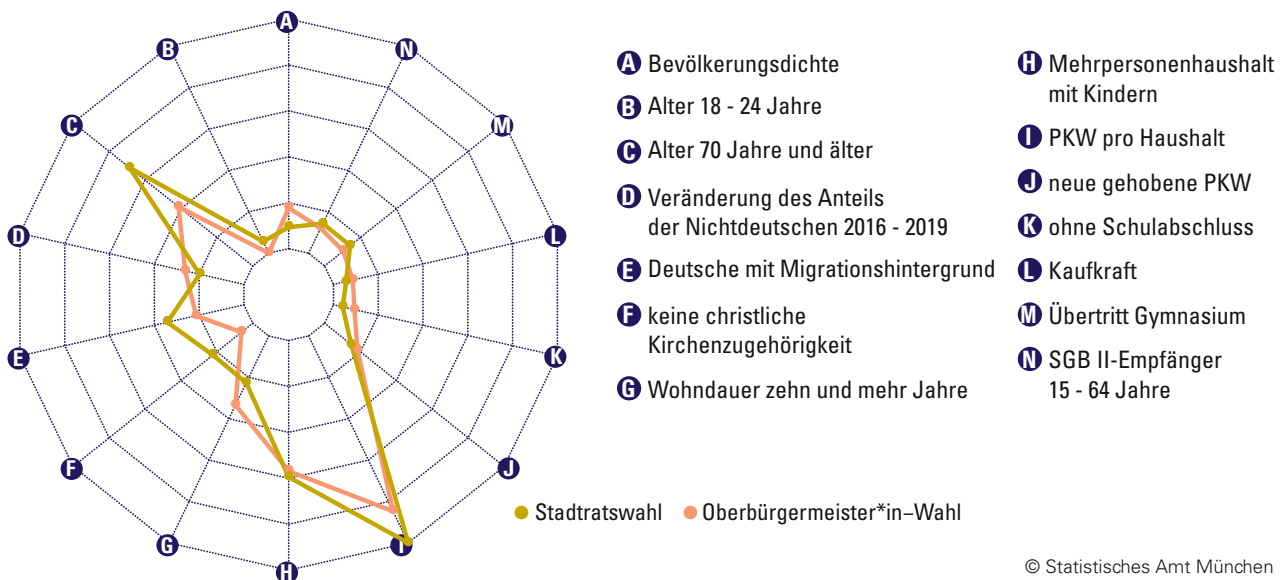 A
B
N
C
M
D
L
E
K
F
J
G
I
H
A Bevölkerungsdichte
B Alter 18 - 24 Jahre
C Alter 70 Jahre und älter
D Veränderung des Anteils
der Nichtdeutschen 2016 - 2019
E Deutsche mit Migrationshintergrund
F keine christliche
Kirchenzugehörigkeit
G Wohndauer zehn und mehr Jahre
H Mehrpersonenhaushalt
mit Kindern
I PKW pro Haushalt
J neue gehobene PKW
K ohne Schulabschluss
L Kaufkraft
M Übertritt Gymnasium
N SGB II-Empfänger
15 - 64 Jahre
Stadtratswahl
Oberbürgermeister*in–Wahl
© Statistisches Amt München